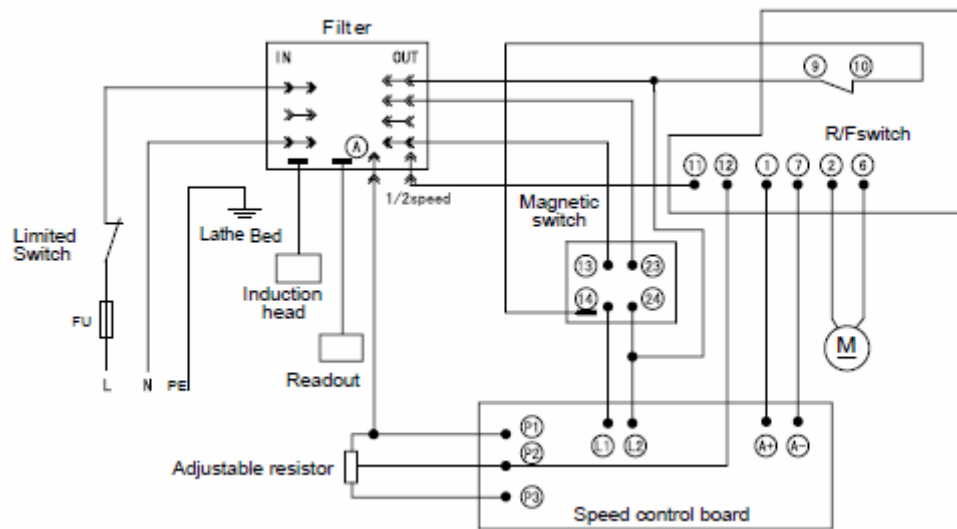 Filter
IN OUT
A
1/2speed
9 10
R/Fswitch
11 12 1 7 2 6
Magnetic
switch
13 23
14 24
Lathe Bed
Limited
Switch
Induction
head
FU
Readout
L N PE
M
P1
P2
P3
L1 L2 A+ A-
Adjustable resistor
Speed control board